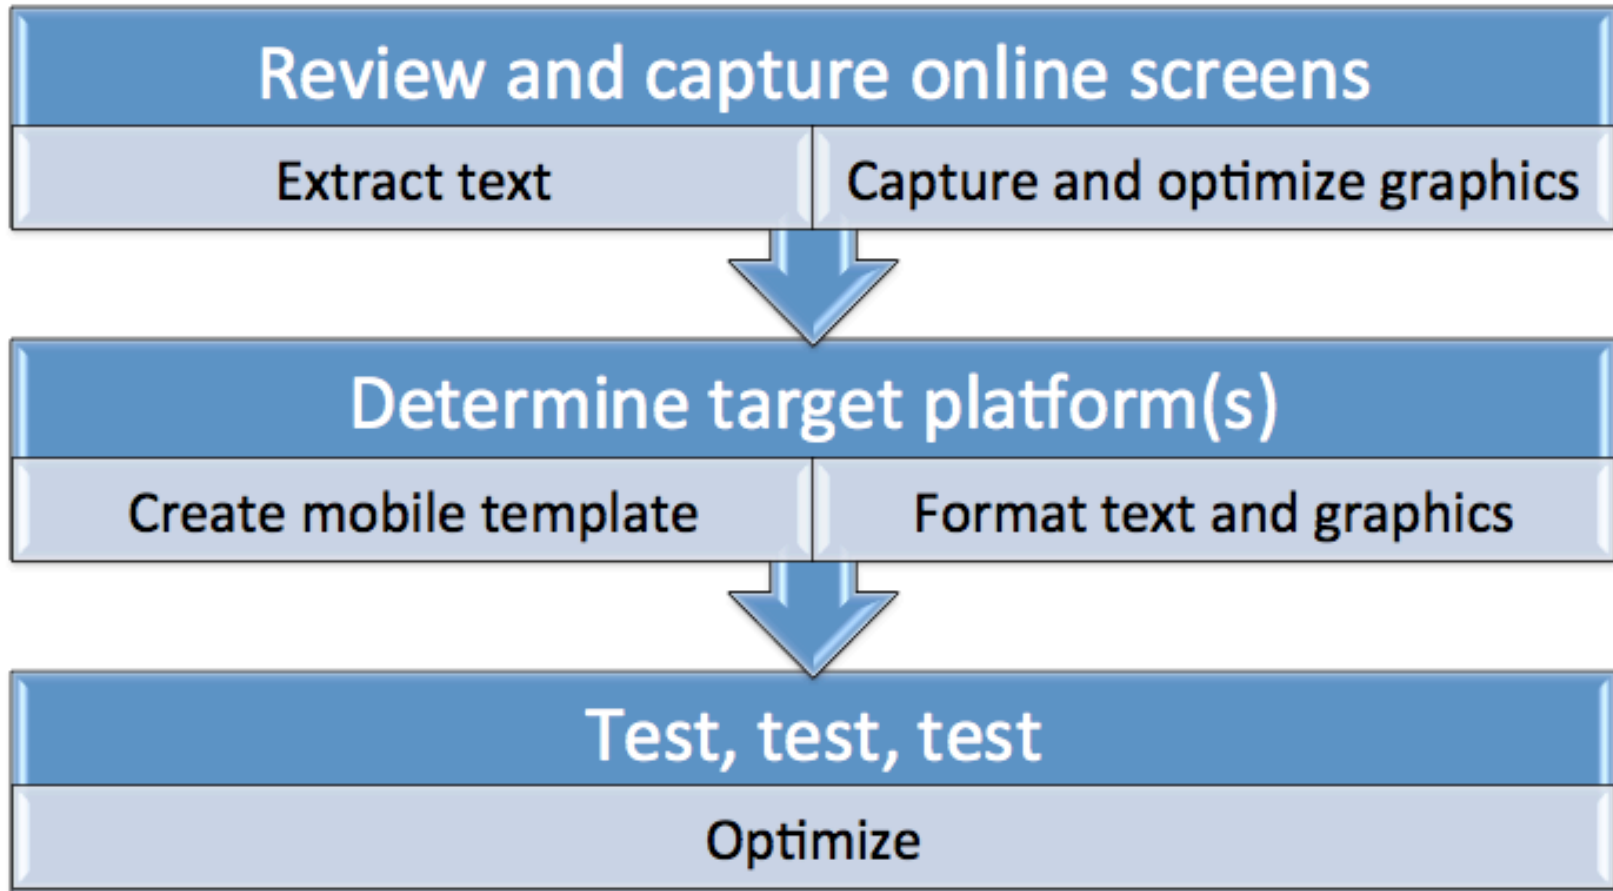 Review and capture online screens
Extract text
Capture and optimize graphics
Determine target platform(s)
Create mobile template
Format text and graphics
Test, test, test
Optimize